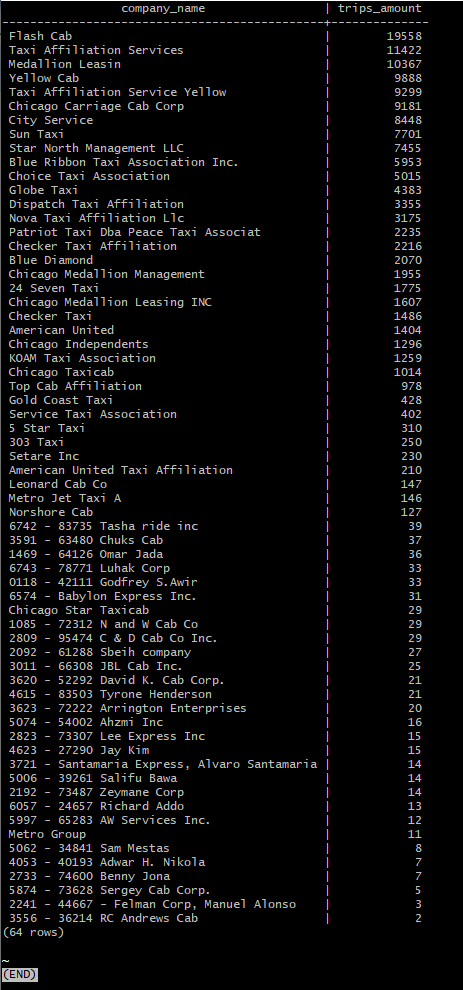 company_name | trips_amount
-------------------------------------------+--------------
Flash Cab | 19558
Taxi Affiliation Services | 11422
Medallion Leasin | 10367
Yellow Cab | 9888
Taxi Affiliation Service Yellow | 9299
Chicago Carriage Cab Corp | 9181
City Service | 8448
Sun Taxi | 7701
Star North Management LLC | 7455
Blue Ribbon Taxi Association Inc. | 5953
Choice Taxi Association | 5015
Globe Taxi | 4383
Dispatch Taxi Affiliation | 3355
Nova Taxi Affiliation Llc | 3175
Patriot Taxi Dba Peace Taxi Associat | 2235
Checker Taxi Affiliation | 2216
Blue Diamond | 2070
Chicago Medallion Management | 1955
24 Seven Taxi | 1775
Chicago Medallion Leasing INC | 1607
Checker Taxi | 1486
American United | 1404
Chicago Independents | 1296
KOAM Taxi Association | 1259
Chicago Taxicab | 1014
Top Cab Affiliation | 978
Gold Coast Taxi | 428
Service Taxi Association | 402
5 Star Taxi | 310
303 Taxi | 250
Setare Inc | 230
American United Taxi Affiliation | 210
Leonard Cab Co | 147
Metro Jet Taxi A | 146
Norshore Cab | 127
6742 - 83735 Tasha ride inc | 39
3591 - 63480 Chuks Cab | 37
1469 - 64126 Omar Jada | 36
6743 - 78771 Luhak Corp | 33
0118 - 42111 Godfrey S.Awir | 33
6574 - Babylon Express Inc. | 31
Chicago Star Taxicab | 29
1085 - 72312 N and W Cab Co | 29
2809 - 95474 C & D Cab Co Inc. | 29
2092 - 61288 Sbeih company | 27
3011 - 66308 JBL Cab Inc. | 25
3620 - 52292 David K. Cab Corp. | 21
4615 - 83503 Tyrone Henderson | 21
3623 - 72222 Arrington Enterprises | 20
5074 - 54002 Ahzmi Inc | 16
2823 - 73307 Lee Express Inc | 15
4623 - 27290 Jay Kim | 15
3721 - Santamaria Express, Alvaro Santamaria | 14
5006 - 39261 Salifu Bawa | 14
2192 - 73487 Zeymane Corp | 14
6057 - 24657 Richard Addo | 13
5997 - 65283 AW Services Inc. | 12
Metro Group | 11
5062 - 34841 Sam Mestas | 8
4053 - 40193 Adwar H. Nikola | 7
2733 - 74600 Benny Jona | 7
5874 - 73628 Sergey Cab Corp. | 5
2241 - 44667 - Felman Corp, Manuel Alonso | 3
3556 - 36214 RC Andrews Cab | 2
(64 rows)
~
(END)